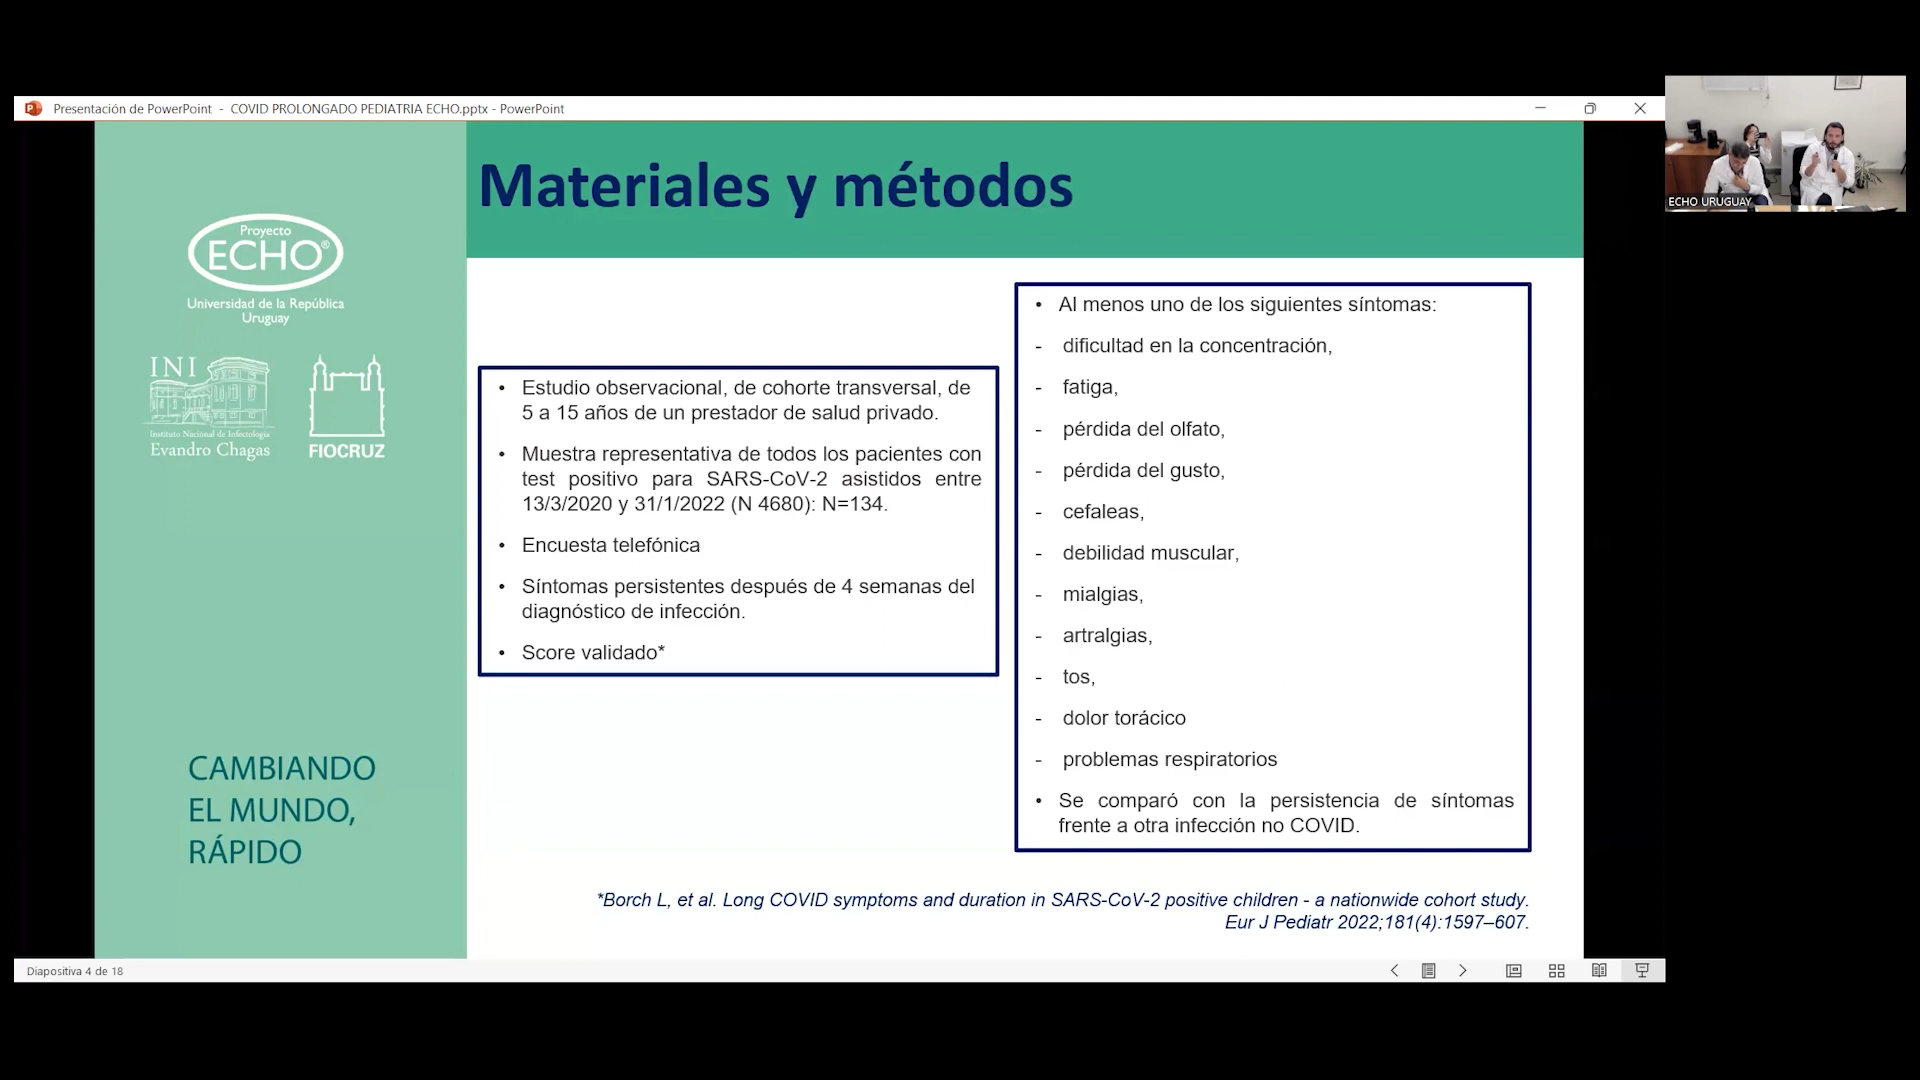 Presentación de PowerPoint - COVID PROLONGADO PEDIATRIA ECHO.pptx - PowerPoint
ECHO URUGUAY
Materiales y métodos
Proyecto
ECHO®
Universidad de la República
Uruguay
INI
Instituto Nacional de Infectología
Evandro Chagas
FIOCRUZ
CAMBIANDO
EL MUNDO,
RÁPIDO
• Estudio observacional, de cohorte transversal, de
5 a 15 años de un prestador de salud privado.
• Muestra representativa de todos los pacientes con
test positivo para SARS-CoV-2 asistidos entre
13/3/2020 y 31/1/2022 (N 4680): N=134.
• Encuesta telefónica
• Síntomas persistentes después de 4 semanas del
diagnóstico de infección.
• Score validado*
• Al menos uno de los siguientes síntomas:
- dificultad en la concentración,
- fatiga,
- pérdida del olfato,
- pérdida del gusto,
- cefaleas,
- debilidad muscular,
- mialgias,
- artralgias,
- tos,
- dolor torácico
- problemas respiratorios
• Se comparó con la persistencia de síntomas
frente a otra infección no COVID.
*Borch L, et al. Long COVID symptoms and duration in SARS-CoV-2 positive children - a nationwide cohort study.
Eur J Pediatr 2022;181(4):1597–607.
Diapositiva 4 de 18